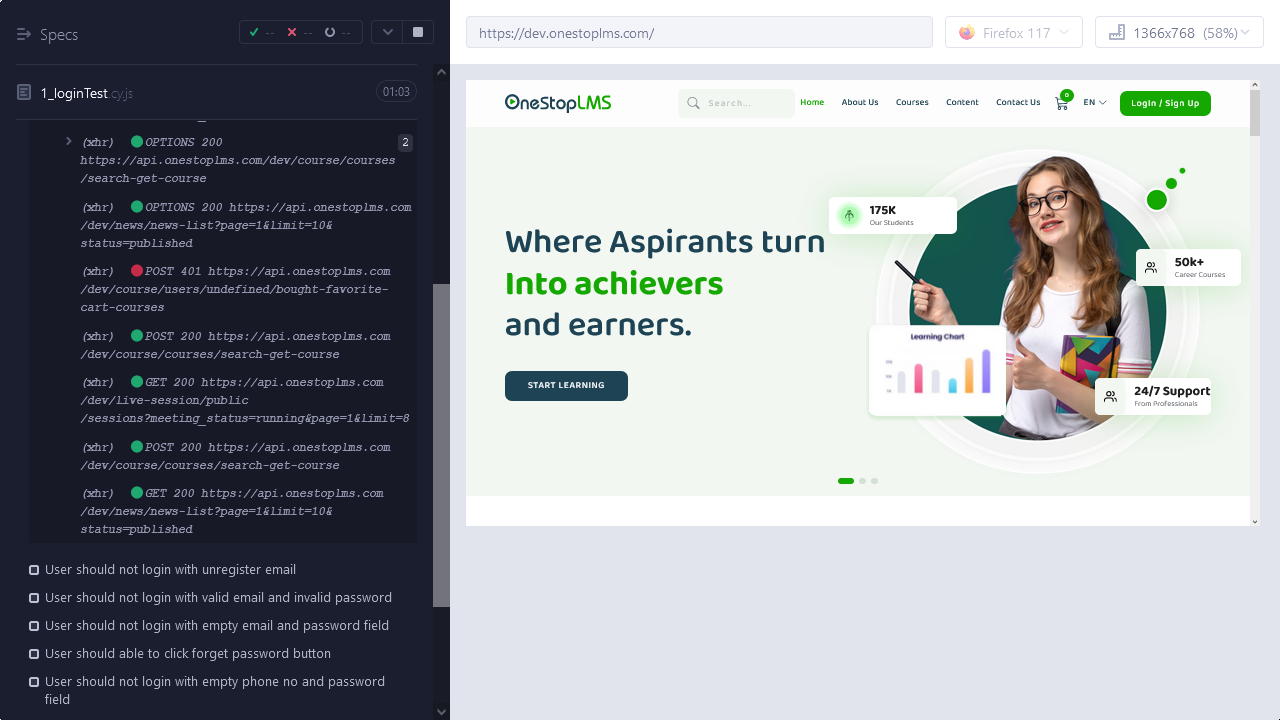 Specs
--
--
--
https://dev.onestoplms.com/
Firefox 117
1366x768 (58%)
1_loginTest.cy.js
01:03
(xhr) OPTIONS 200
2
https://api.onestoplms.com/dev/course/courses
/search-get-course
(xhr) OPTIONS 200 https://api.onestoplms.com
/dev/news/news-list?page=1&limit=10&
status=published
(xhr) POST 401 https://api.onestoplms.com
/dev/course/users/undefined/bought-favorite-
cart-courses
(xhr) POST 200 https://api.onestoplms.com
/dev/course/courses/search-get-course
(xhr) GET 200 https://api.onestoplms.com
/dev/live-session/public
/sessions?meeting_status=running&page=1&limit=8
(xhr) POST 200 https://api.onestoplms.com
/dev/course/courses/search-get-course
(xhr) GET 200 https://api.onestoplms.com
/dev/news/news-list?page=1&limit=10&
status=published
User should not login with unregister email
User should not login with valid email and invalid password
User should not login with empty email and password field
User should able to click forget password button
User should not login with empty phone no and password
field
OneStopLMS
Search...
Home
About Us
Courses
Content
Contact Us
0
EN
LogIn / Sign Up
Where Aspirants turn
Into achievers
and earners.
START LEARNING
175K
Our Students
50k+
Career Courses
Learning Chart
24/7 Support
From Professionals